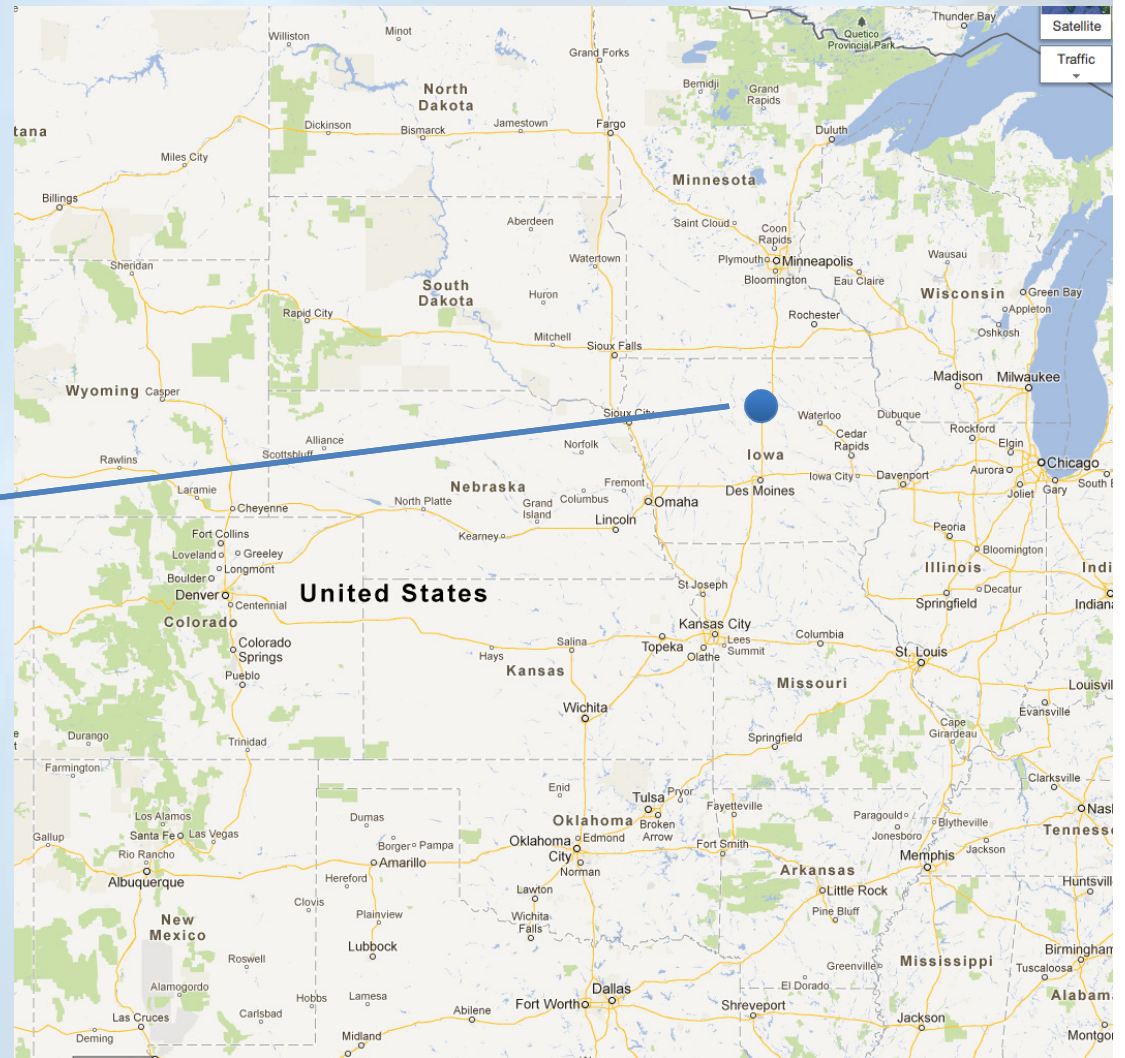 Thunder Bay
Satellite
Quetico
Provincial Park
Minot
Williston
Grand Forks
Traffic
Bemidji
Grand
Rapids
North
Dakota
tana
Dickinson
Bismarck
Jamestown
Fargo
Duluth
Miles City
Minnesota
Billings
Aberdeen
Saint Cloud
Coon
Rapids
Sheridan
Watertown
Plymouth
Minneapolis
Bloomington
Eau Claire
Wausau
South
Dakota
Huron
Wisconsin
Green Bay
Appleton
Rapid City
Rochester
Oshkosh
Mitchell
Sioux Falls
Wyoming
Casper
Madison
Milwaukee
Sioux City
Waterloo
Dubuque
Rockford
Alliance
Scottsbluff
Norfolk
Cedar
Rapids
Elgin
Iowa
Rawlins
Chicago
Aurora
Laramie
Nebraska
Fremont
Iowa City
Davenport
Des Moines
Joliet
Gary
South B
North Platte
Grand
Island
Columbus
Omaha
Cheyenne
Lincoln
Kearney
Peoria
Fort Collins
Loveland
Greeley
Bloomington
Longmont
Boulder
Illinois
Indi
St Joseph
Decatur
Denver
Centennial
United States
Springfield
Indiana
Colorado
Kansas City
Colorado
Springs
Salina
Topeka
Lees
Summit
Columbia
Hays
Olathe
St. Louis
Kansas
Pueblo
Missouri
Louisvil
Wichita
Evansville
Durango
Trinidad
Springfield
Cape
Girardeau
Farmington
Clarksville
Enid
Tulsa
Pryor
Los Alamos
Dumas
Fayetteville
Paragould
Blytheville
Nash
Santa Fe
Las Vegas
Oklahoma
Broken
Arrow
Jonesboro
Tennesse
Gallup
Borger
Pampa
Oklahoma
City
Edmond
Fort Smith
Jackson
Rio Rancho
Amarillo
Memphis
Norman
Albuquerque
Hereford
Arkansas
Huntsvill
Lawton
Little Rock
Clovis
Plainview
Wichita
Falls
Pine Bluff
New
Mexico
Lubbock
Birmingham
Roswell
Greenville
Mississippi
Tuscaloosa
Alamogordo
El Dorado
Hobbs
Lamesa
Dallas
Alabam
Fort Worth
Abilene
Shreveport
Carlsbad
Las Cruces
Jackson
Deming
Midland
Montgo